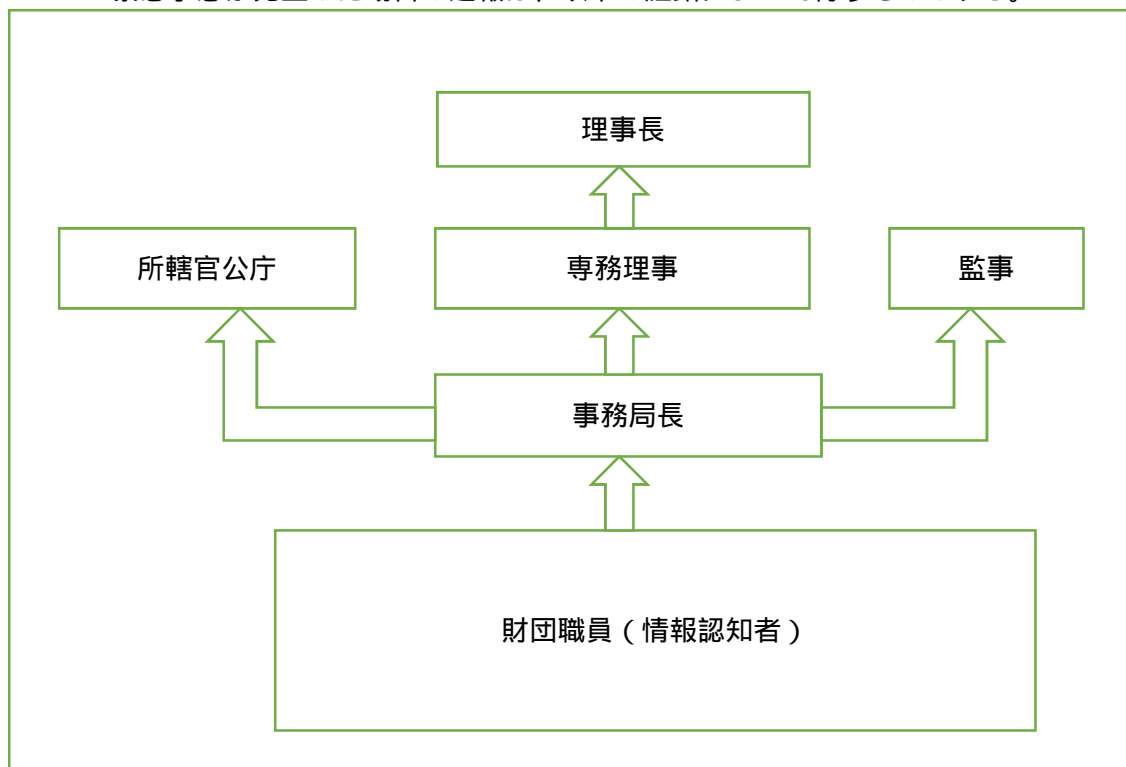 理事長
所轄官公庁
専務理事
監事
事務局長
財団職員(情報認知者)